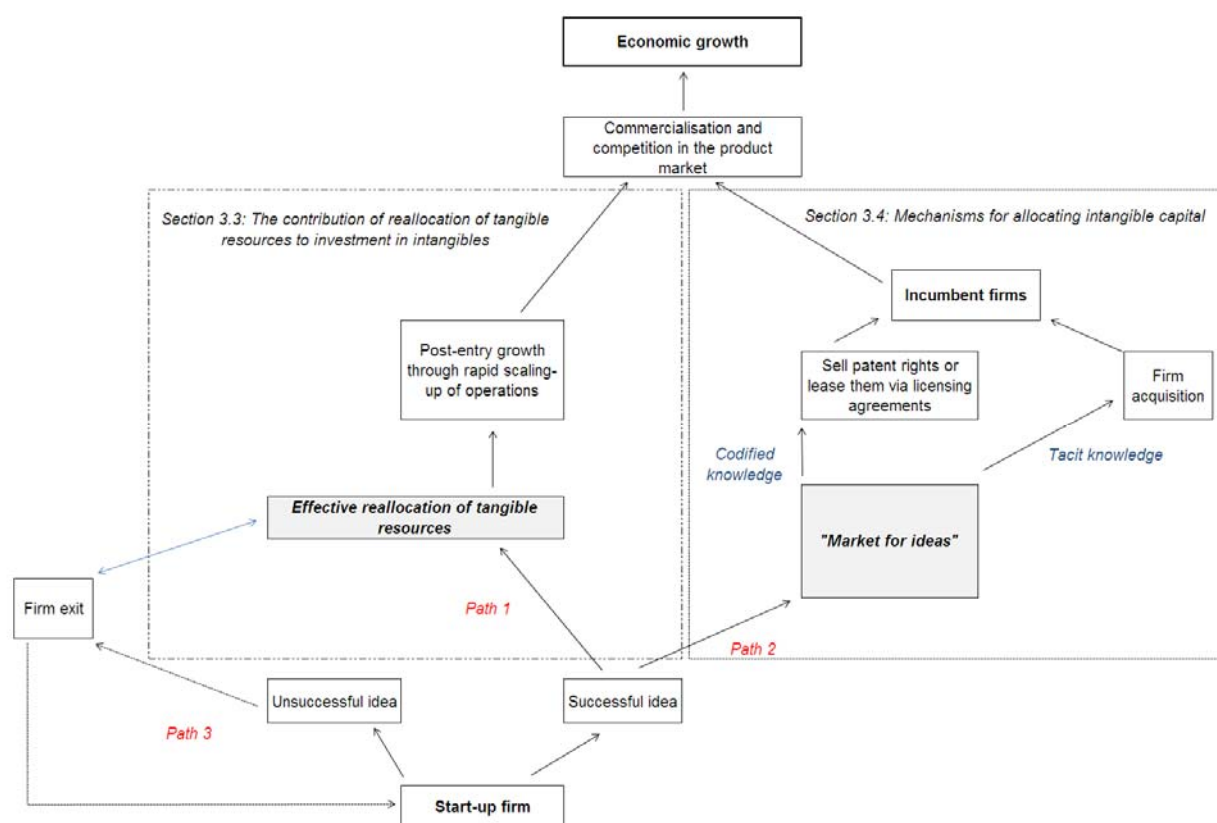 Economic growth
Commercialisation and
competition in the product
market
Section 3.3: The contribution of reallocation of tangible
resources to investment in intangibles
Section 3.4: Mechanisms for allocating intangible capital
Incumbent firms
Post-entry growth
through rapid scaling-
up of operations
Sell patent rights or
lease them via licensing
agreements
Firm
acquisition
Codified
knowledge
Tacit knowledge
Effective reallocation of tangible
resources
"Market for ideas"
Firm exit
Path 1
Path 2
Unsuccessful idea
Successful idea
Path 3
Start-up firm